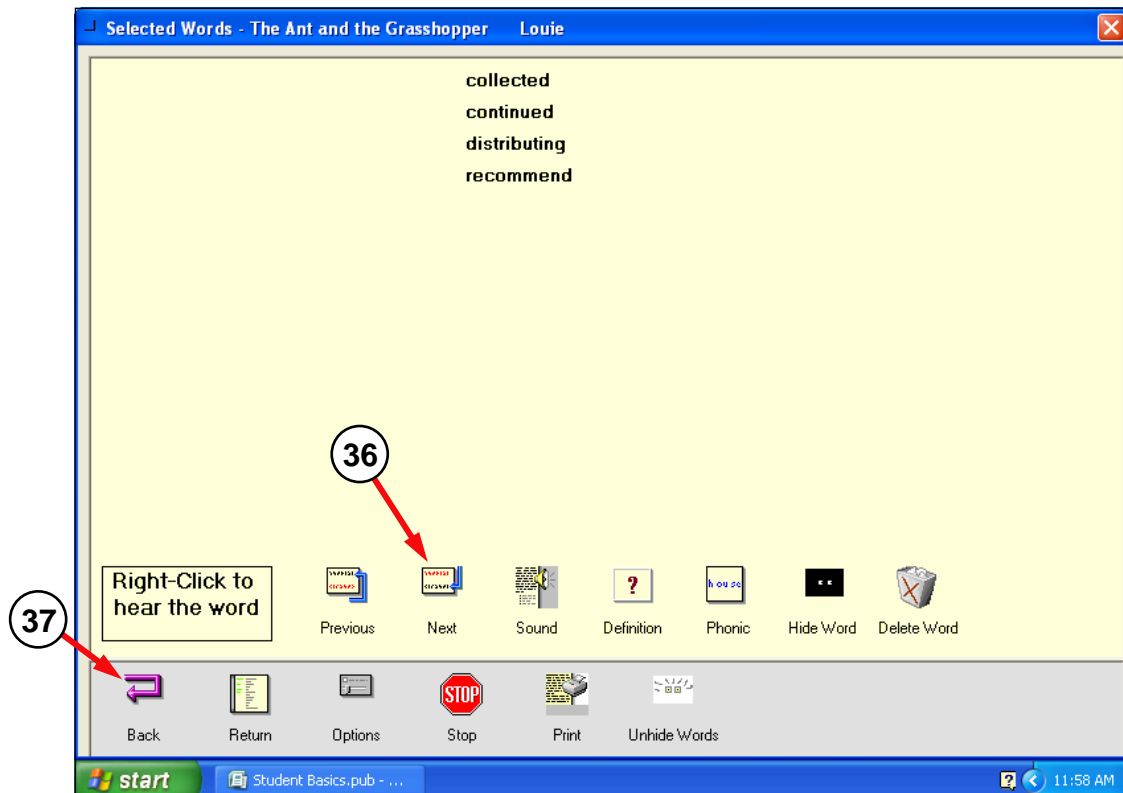 Selected Words - The Ant and the Grasshopper Louie
collected
continued
distributing
recommend
36
Right-Click to
hear the word
37
Previous
Next
Sound
?
Definition
h ou se
Phonic
Hide Word
Delete Word
Back
Return
Options
STOP
Stop
Print
Unhide Words
start
Student Basics.pub - ...
?
11:58 AM